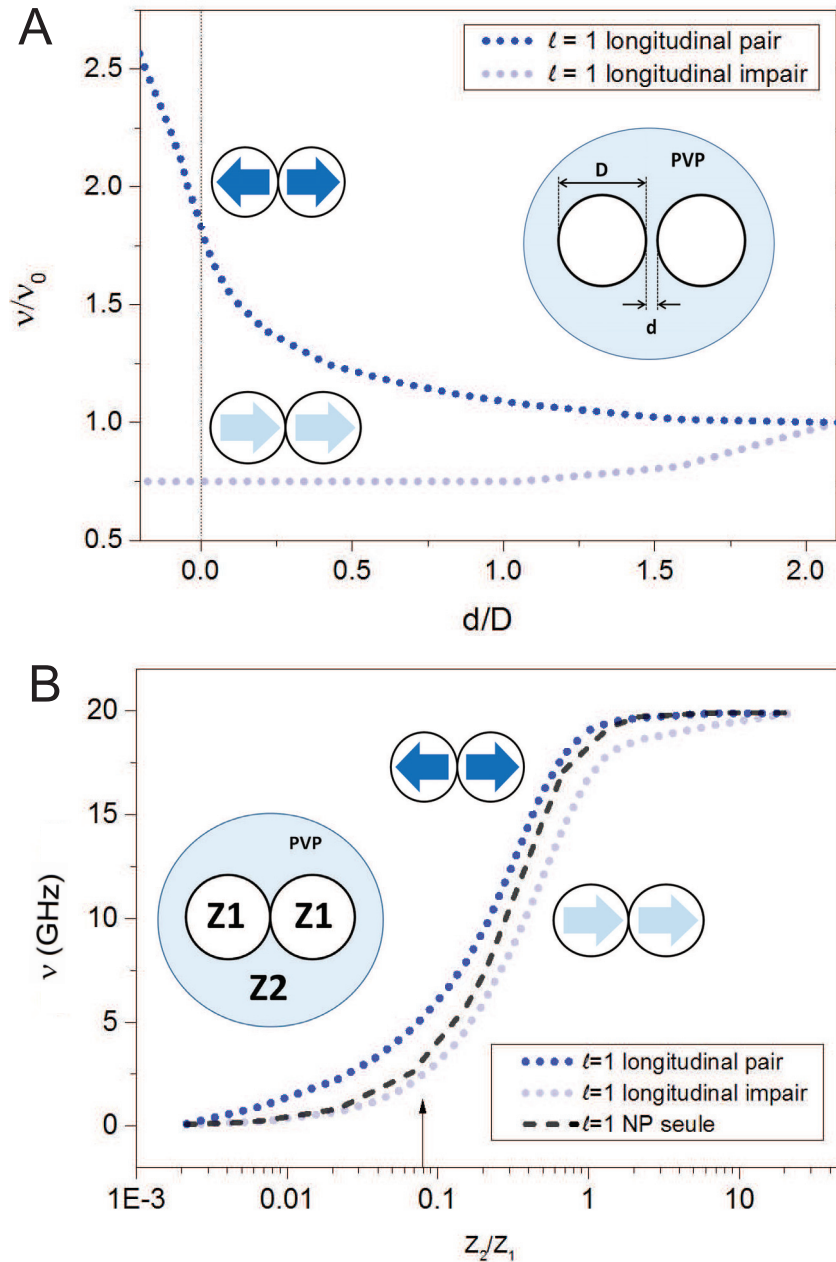 A
ℓ = 1 longitudinal pair
ℓ = 1 longitudinal impair
2.5
2.0
1.5
1.0
0.5
ν/ν0
PVP
D
d
0.0
0.5
1.0
1.5
2.0
d/D
B
20
15
10
5
0
ν (GHz)
PVP
Z1
Z1
Z2
ℓ=1 longitudinal pair
ℓ=1 longitudinal impair
ℓ=1 NP seule
1E-3
0.01
0.1
1
10
Z2/Z1